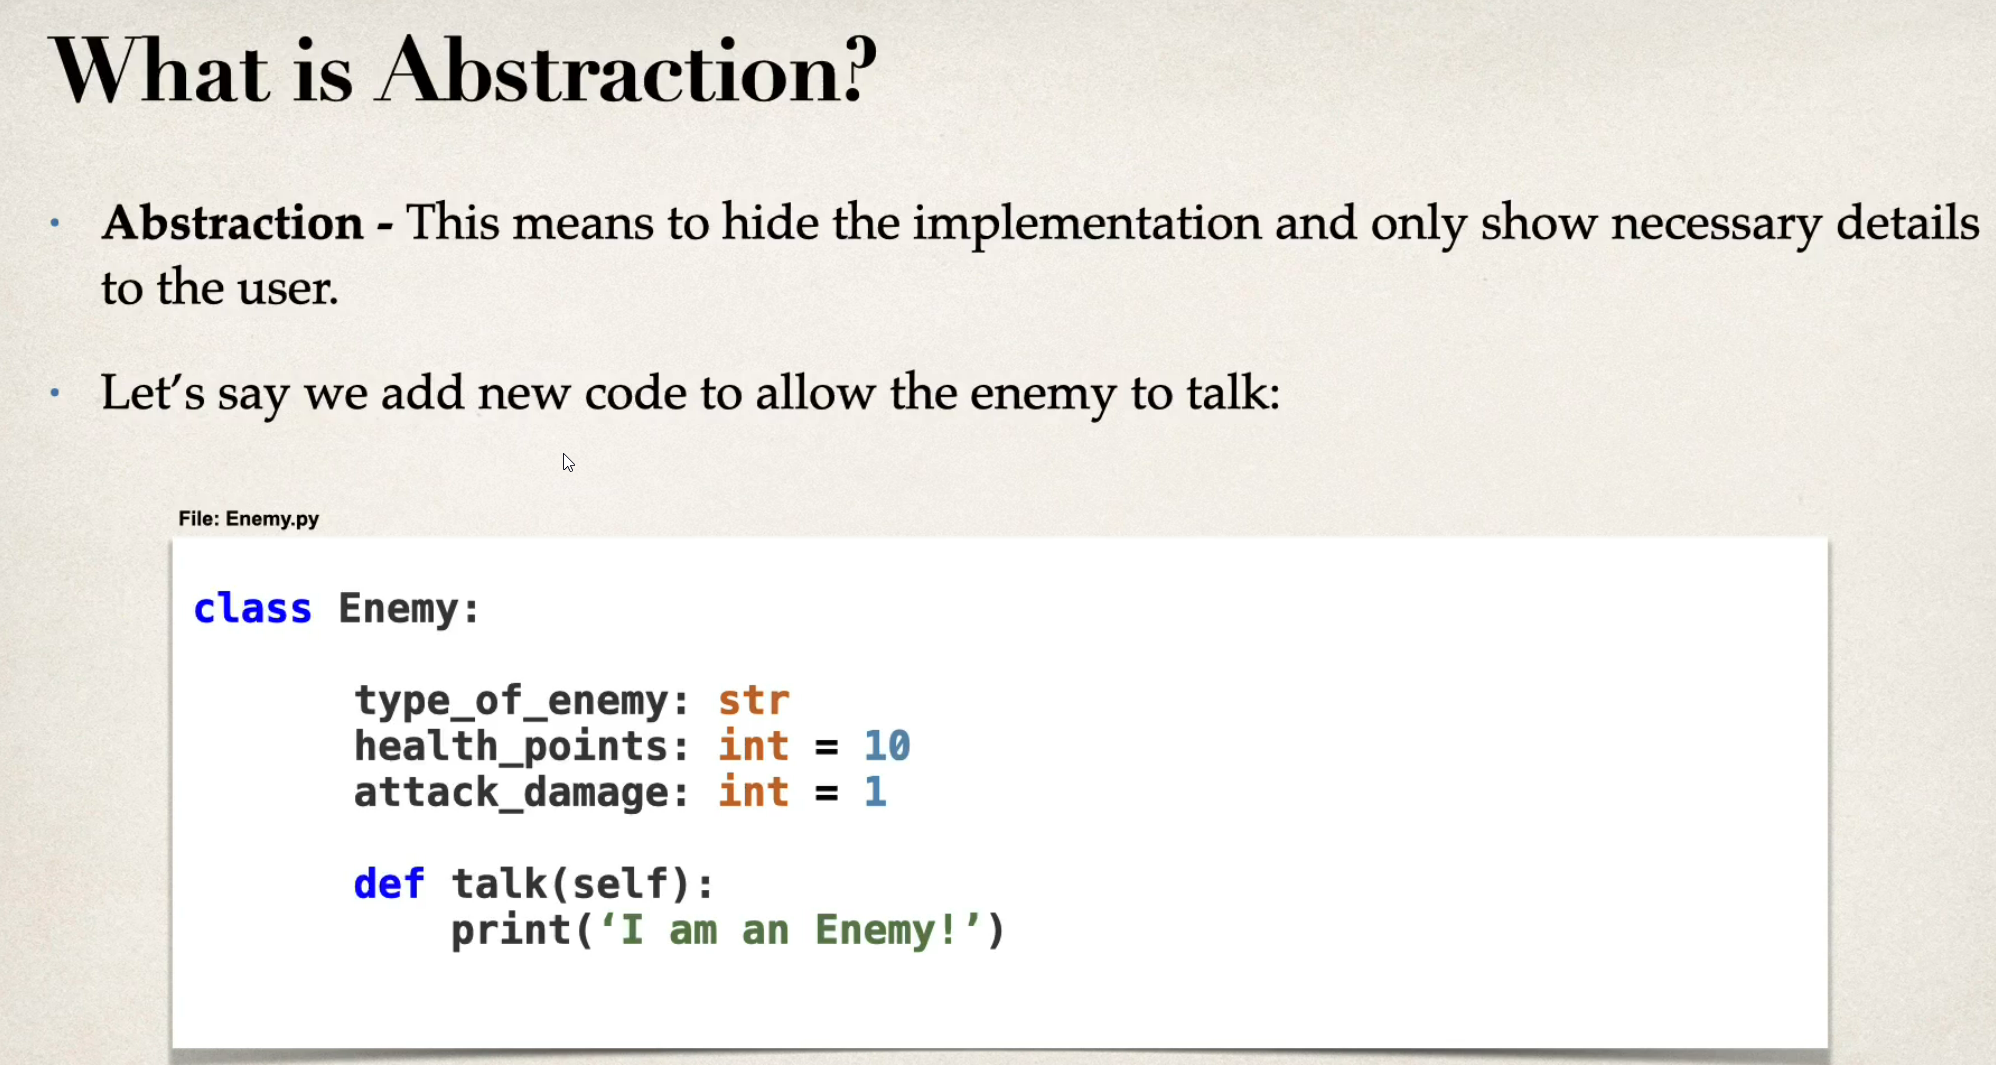 What is Abstraction?
• Abstraction - This means to hide the implementation and only show necessary details
to the user.
• Let’s say we add new code to allow the enemy to talk:
File: Enemy.py
class Enemy:
type_of_enemy: str
health_points: int = 10
attack_damage: int = 1
def talk(self):
print(‘I am an Enemy!’)